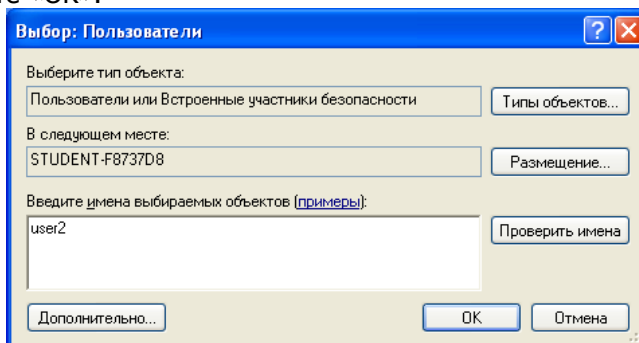 Выбор: Пользователи
Выберите тип объекта:
Пользователи или Встроенные участники безопасности
Типы объектов...
В следующем месте:
STUDENT-F8737D8
Размещение...
Введите имена выбираемых объектов (примеры):
user2
Проверить имена
Дополнительно...
OK
Отмена